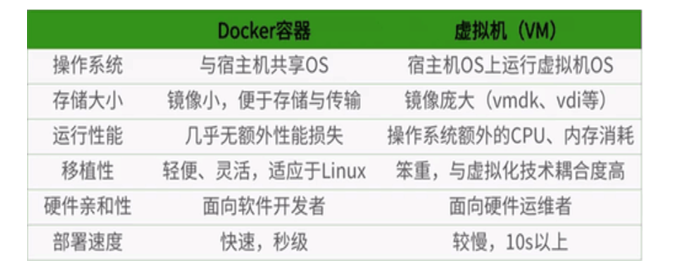 Docker容器 虚拟机（VM）
操作系统 与宿主机共享OS 宿主机OS上运行虚拟机OS
存储大小 镜像小，便于存储与传输 镜像庞大（vmdk、vdi等）
运行性能 几乎无额外性能损失 操作系统额外的CPU、内存消耗
移植性 轻便、灵活，适应于Linux 笨重，与虚拟化技术耦合度高
硬件亲和性 面向软件开发者 面向硬件运维者
部署速度 快速，秒级 较慢，10s以上